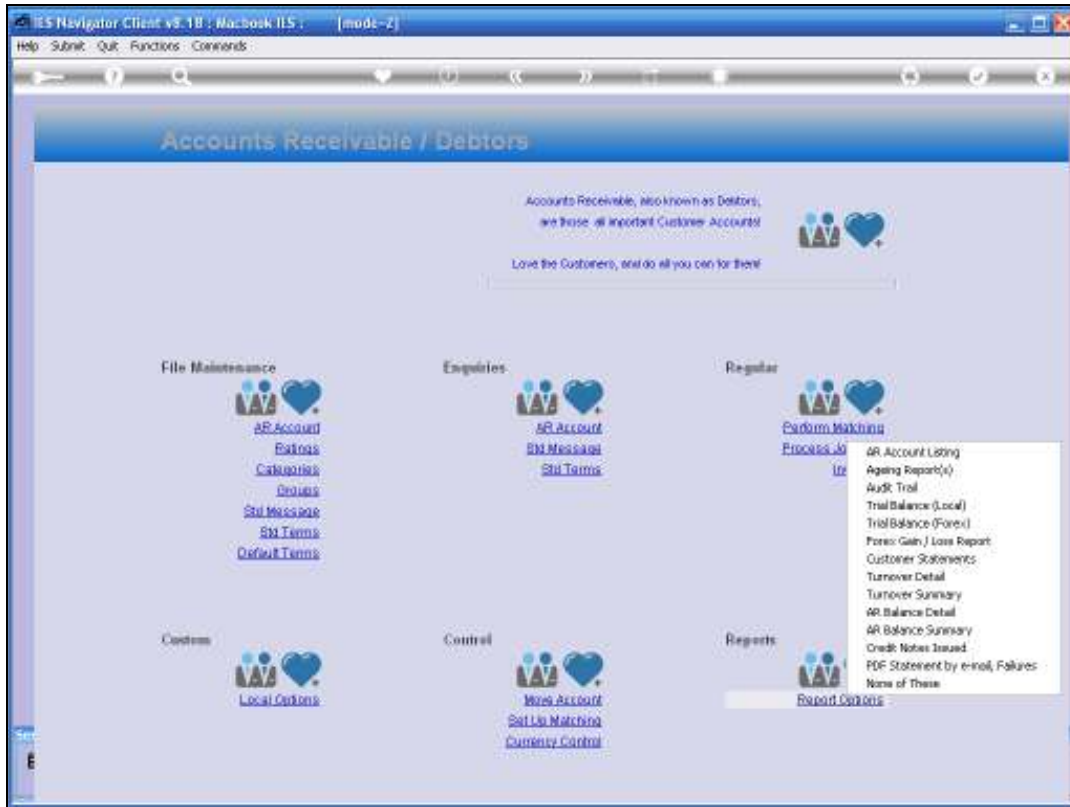 IES Navigator Client v8.18 : Macbook ILS : [mode-Z]
Help Submit Quit Functions Commands
Accounts Receivable / Debtors
Accounts Receivable, also known as Debtors,
are those all important Customer Accounts!
Love the Customers, and do all you can for them!
File Maintenance
AR Account
Ratings
Categories
Groups
Std Message
Std Terms
Default Terms
Enquiries
AR Account
Std Message
Std Terms
Regular
Perform Matching
Process Jo
AR Account Listing
Ageing Report(s)
Audit Trail
Trial Balance (Local)
Trial Balance (Forex)
Forex Gain / Loss Report
Customer Statements
Turnover Detail
Turnover Summary
AR Balance Detail
AR Balance Summary
Credit Notes Issued
PDF Statement by e-mail, Failures
None of These
Custom
Local Options
Control
Move Account
Set Up Matching
Currency Control
Reports
Report Options